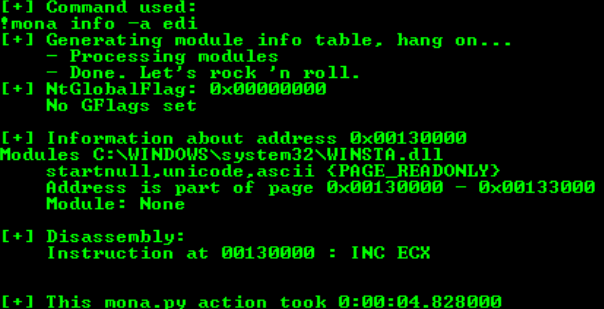 [+] Command used:
!mona info -a edi
[+] Generating module info table, hang on...
- Processing modules
- Done. Let's rock 'n roll.
[+] NtGlobalFlag: 0x00000000
No GFlags set
[+] Information about address 0x00130000
Modules C:\WINDOWS\system32\WINSTA.dll
startnull,unicode,ascii {PAGE_READONLY}
Address is part of page 0x00130000 - 0x00133000
Module: None
[+] Disassembly:
Instruction at 00130000 : INC ECX
[+] This mona.py action took 0:00:04.828000